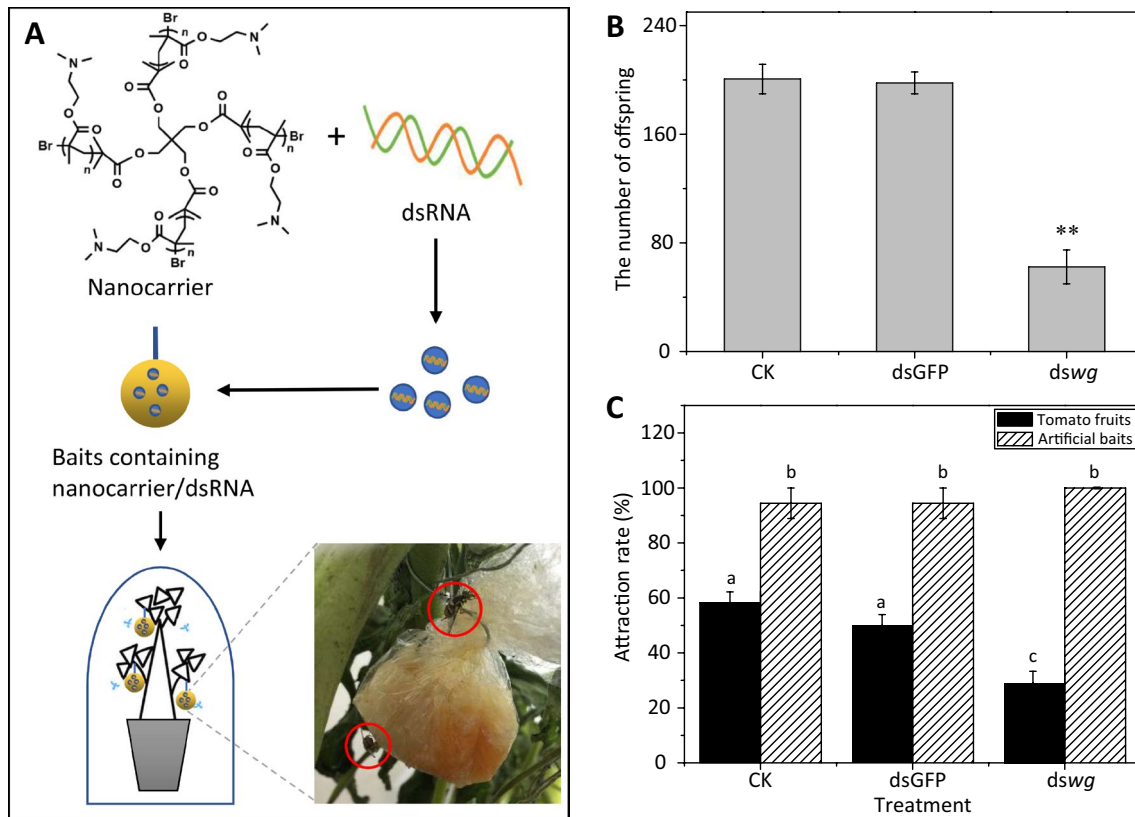 A
Br
n
O
O
N
O
O
N
O
O
O
O
O
O
Br
n
O
O
O
O
O
Br
n
O
O
N
O
O
N
O
O
n
Br
+
dsRNA
Nanocarrier
Baits containing
nanocarrier/dsRNA
B
The number of offspring
240
160
80
0
**
CK
dsGFP
dswg
C
Tomato fruits
Artificial baits
Attraction rate (%)
120
100
80
60
40
20
0
a
b
a
b
c
b
CK
dsGFP
dswg
Treatment